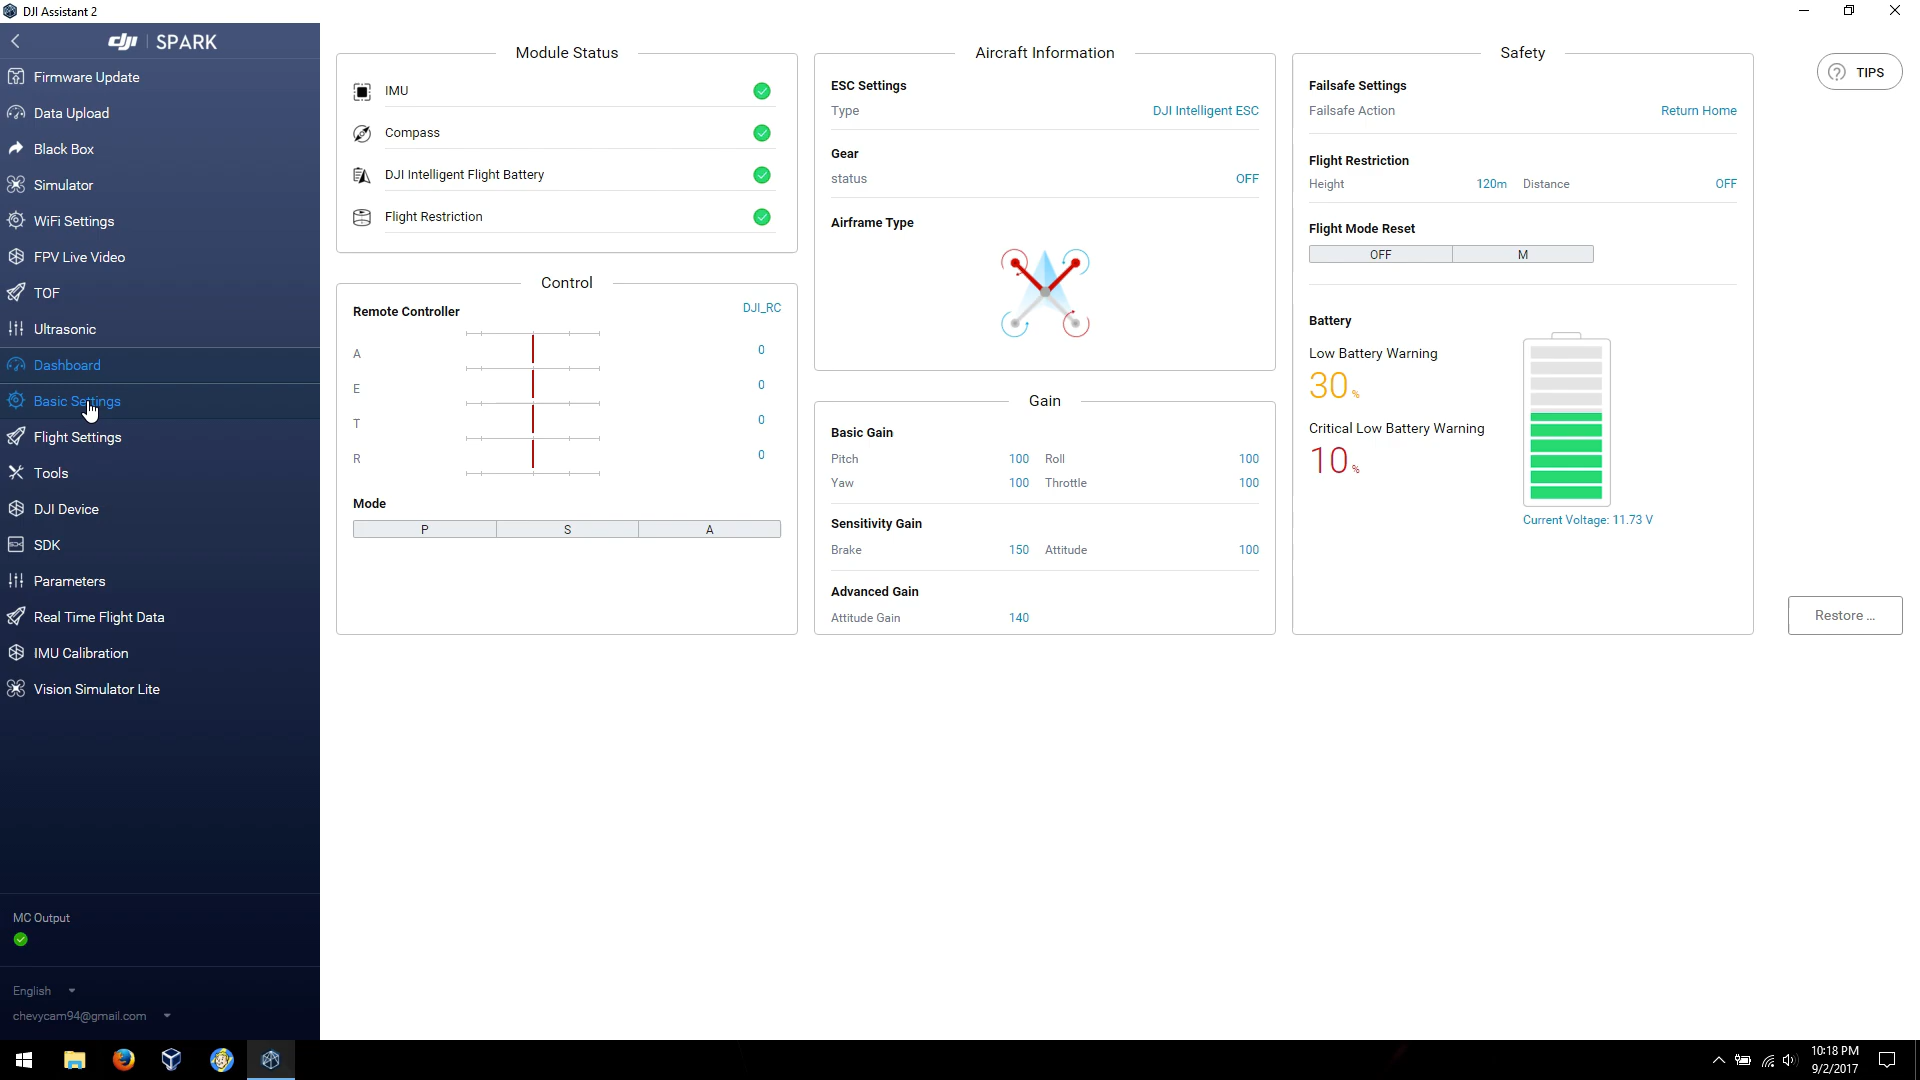 DJI Assistant 2
dji SPARK
Firmware Update
Data Upload
Black Box
Simulator
WiFi Settings
FPV Live Video
TOF
Ultrasonic
Dashboard
Basic Settings
Flight Settings
Tools
DJI Device
SDK
Parameters
Real Time Flight Data
IMU Calibration
Vision Simulator Lite
MC Output
English
chevycam94@gmail.com
Module Status
IMU
Compass
DJI Intelligent Flight Battery
Flight Restriction
Control
Remote Controller DJI_RC
A 0
E 0
T 0
R 0
Mode
P S A
Aircraft Information
ESC Settings
Type DJI Intelligent ESC
Gear
status OFF
Airframe Type
Gain
Basic Gain
Pitch 100 Roll 100
Yaw 100 Throttle 100
Sensitivity Gain
Brake 150 Attitude 100
Advanced Gain
Attitude Gain 140
Safety
Failsafe Settings
Failsafe Action Return Home
Flight Restriction
Height 120m Distance OFF
Flight Mode Reset
OFF M
Battery
Low Battery Warning
30%
Critical Low Battery Warning
10%
Current Voltage: 11.73 V
? TIPS
Restore ...
10:18 PM
9/2/2017